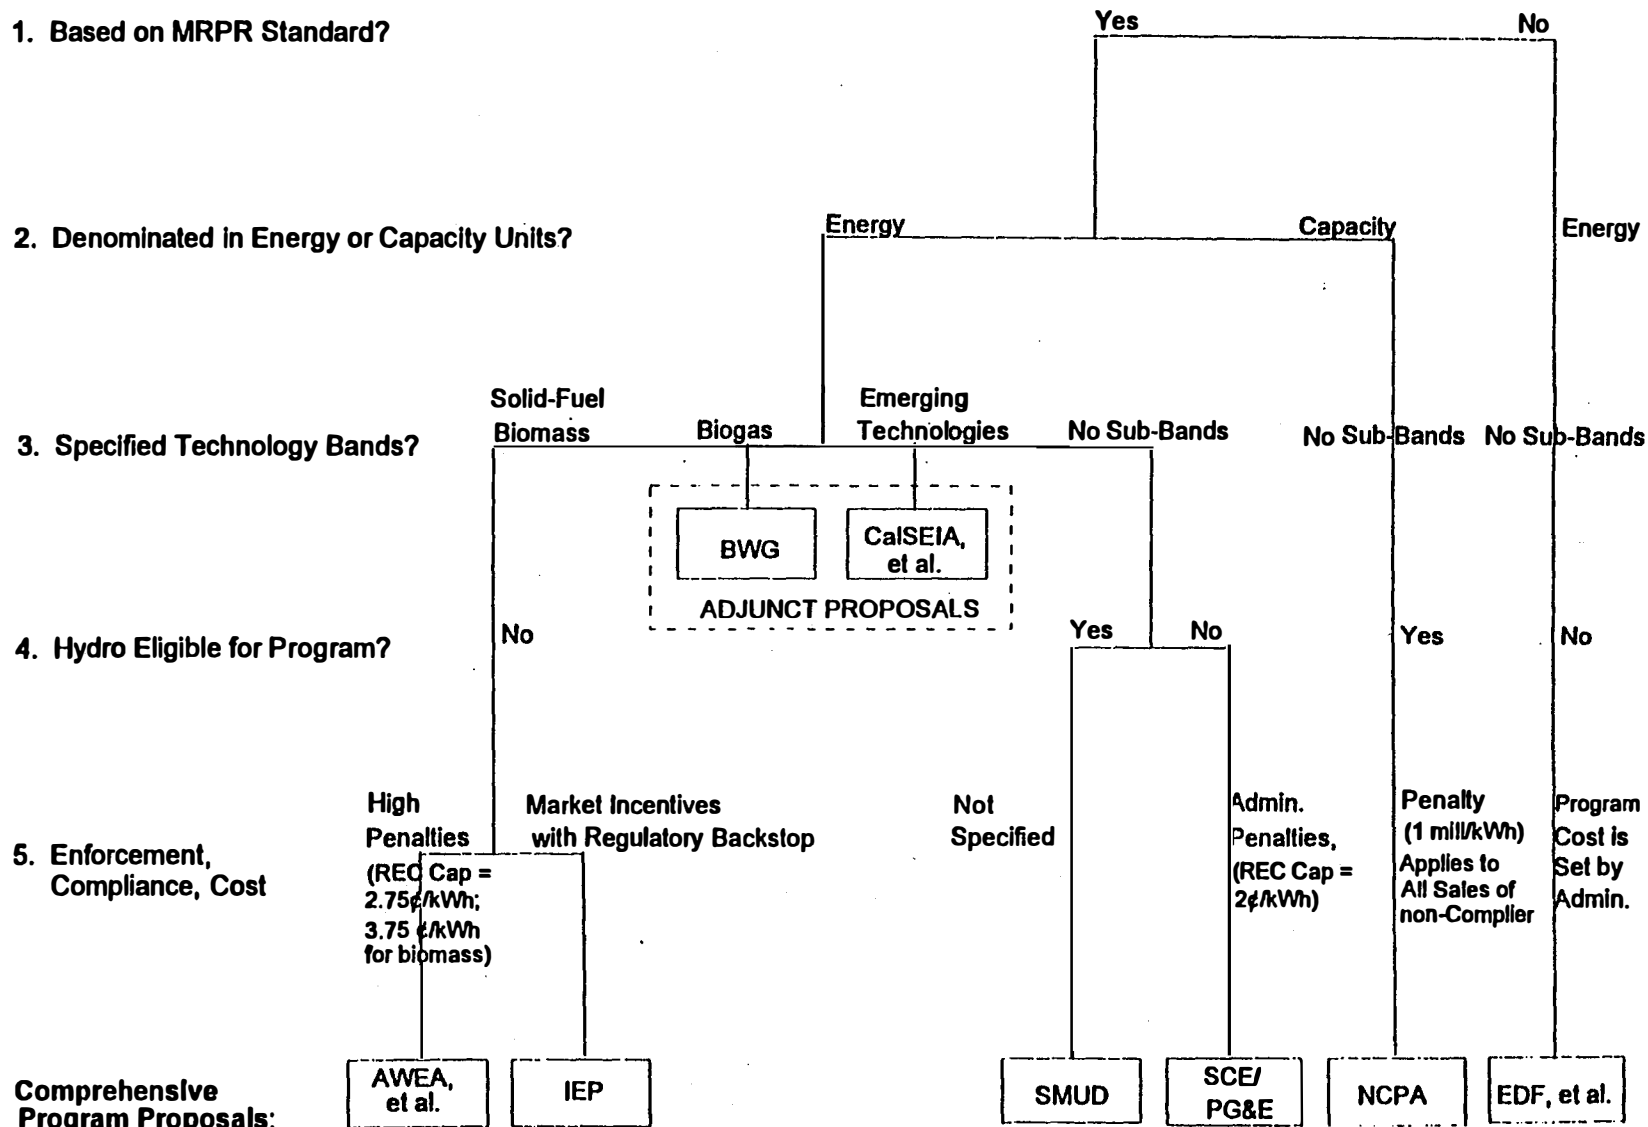 1. Based on MRPR Standard?
Yes
No
2. Denominated in Energy or Capacity Units?
Energy
Capacity
Energy
3. Specified Technology Bands?
Solid-Fuel
Biomass
Biogas
Emerging
Technologies
No Sub-Bands
No Sub-Bands
No Sub-Bands
BWG
CalSEIA,
et al.
ADJUNCT PROPOSALS
4. Hydro Eligible for Program?
No
Yes
No
Yes
No
5. Enforcement,
Compliance, Cost
High
Penalties
(REC Cap =
2.75¢/kWh;
3.75 ¢/kWh
for biomass)
Market Incentives
with Regulatory Backstop
Not
Specified
Admin.
Penalties,
(REC Cap =
2¢/kWh)
Penalty
(1 mill/kWh)
Applies to
All Sales of
non-Complier
Program
Cost is
Set by
Admin.
Comprehensive
Program Proposals:
AWEA,
et al.
IEP
SMUD
SCE/
PG&E
NCPA
EDF, et al.